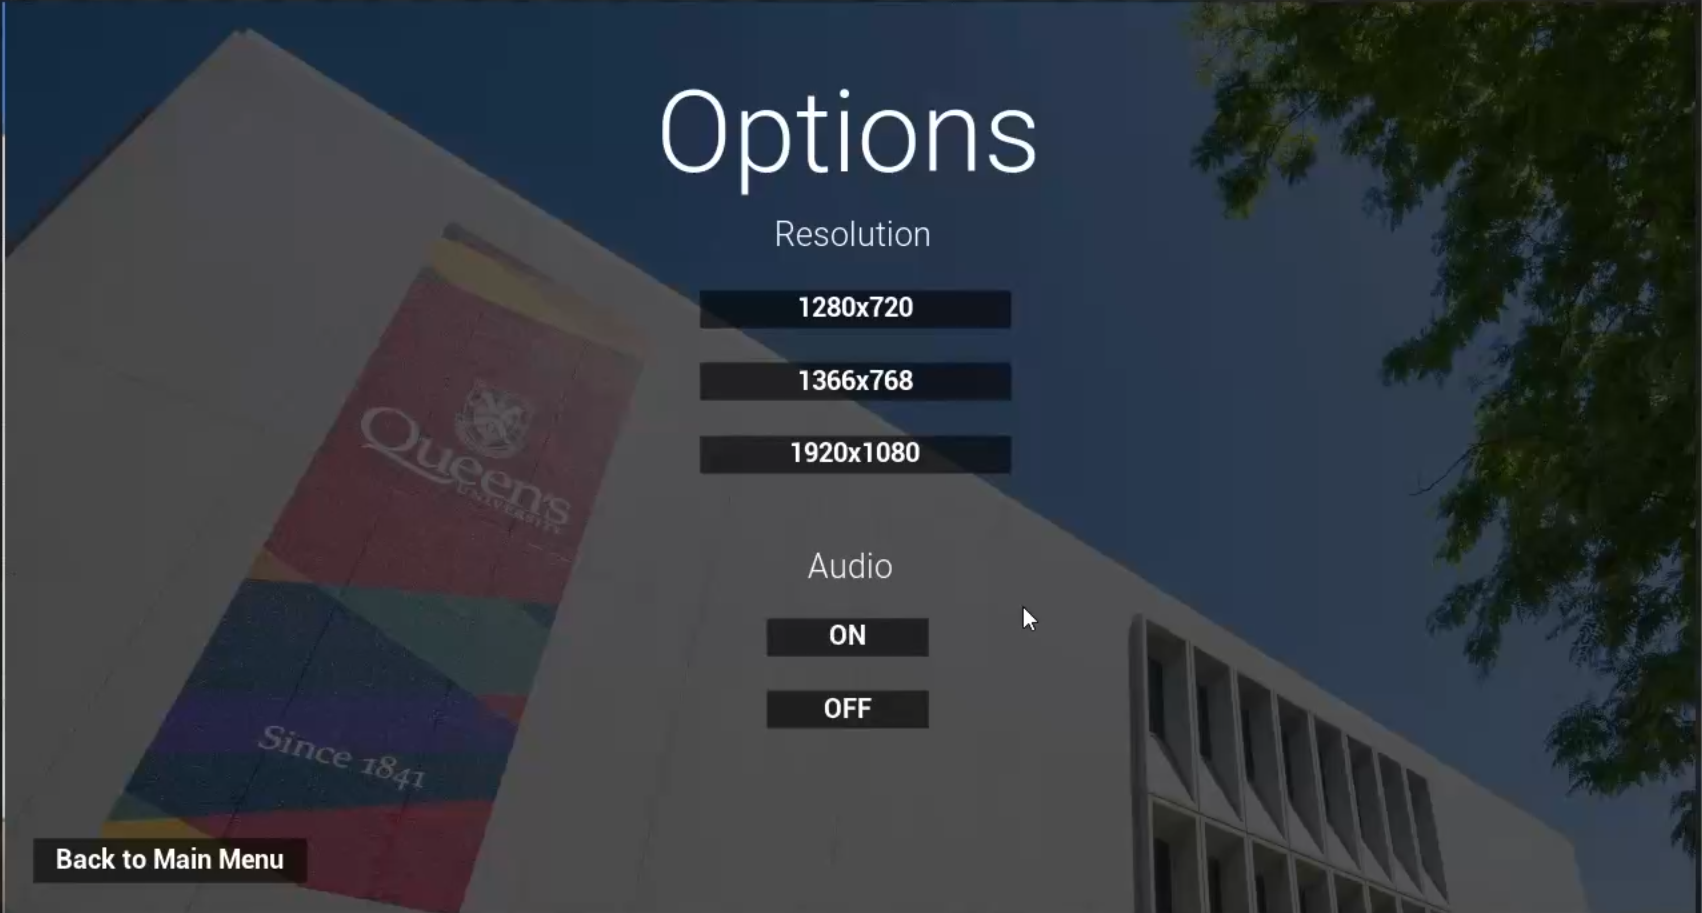 Options
Resolution
1280x720
1366x768
1920x1080
Queen's
UNIVERSITY
Audio
ON
OFF
Since 1841
Back to Main Menu